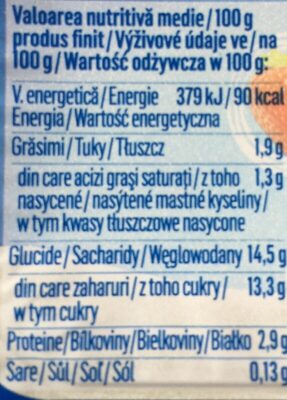 Valoarea nutritivă medie/100 g
produs finit/Výživové údaje ve/na
100 g/Wartość odżywcza w 100 g:
V. energetică/Energie 379 kJ/90 kcal
Energia/Wartość energetyczna
Grăsimi/Tuky/Tłuszcz 1,9 g
din care acizi grași saturați/z toho 1,3 g
nasycené/nasýtené mastné kyseliny/
w tym kwasy tłuszczowe nasycone
Glucide/Sacharidy/Węglowodany 14,5 g
din care zaharuri/z toho cukry/ 13,3 g
w tym cukry
Proteine/Bílkoviny/Bielkoviny/Białko 2,9 g
Sare/Sůl/Soľ/Sól 0,13 g